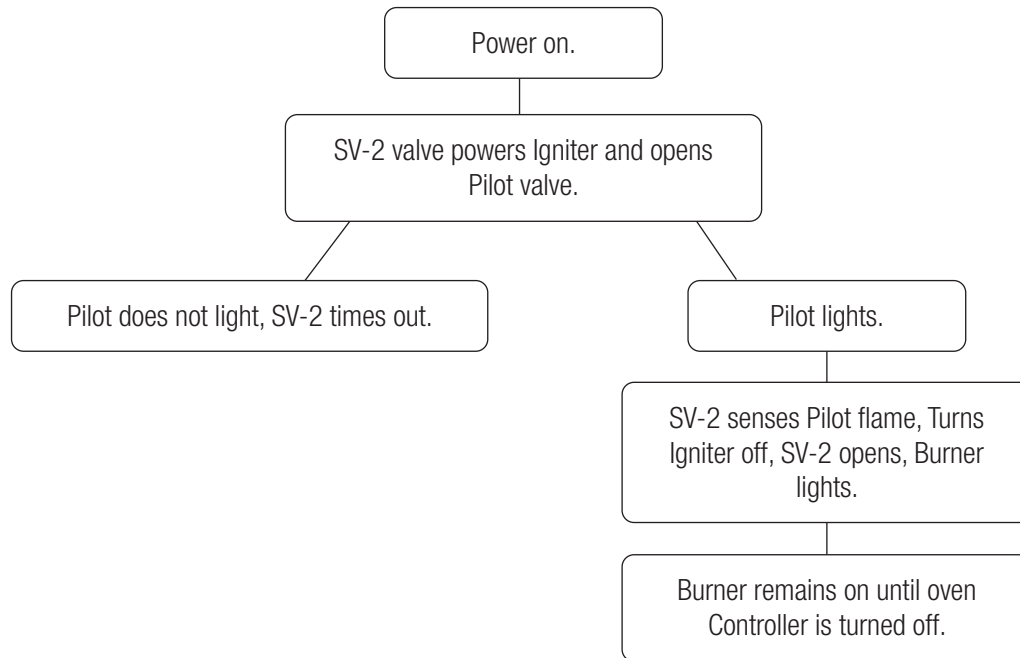 Power on.
SV-2 valve powers Igniter and opens
Pilot valve.
Pilot does not light, SV-2 times out.
Pilot lights.
SV-2 senses Pilot flame, Turns
Igniter off, SV-2 opens, Burner
lights.
Burner remains on until oven
Controller is turned off.